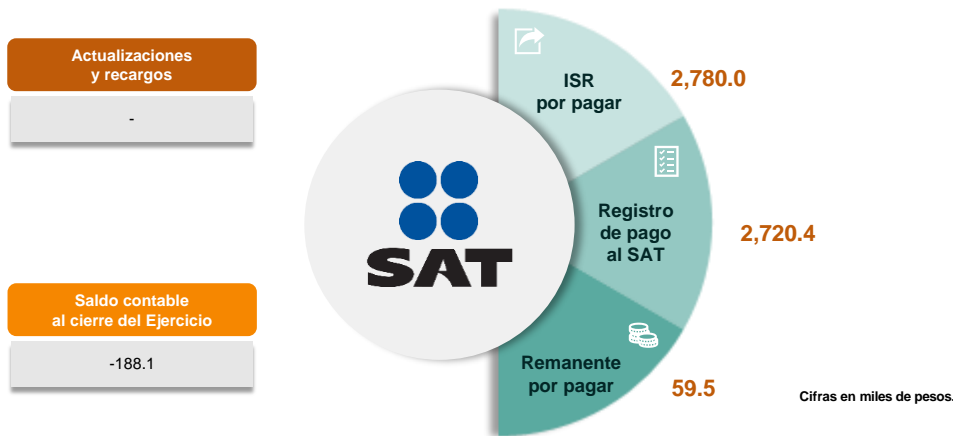 Actualizaciones
y recargos
-
Saldo contable
al cierre del Ejercicio
-188.1
SAT
ISR
por pagar
2,780.0
Registro
de pago
al SAT
2,720.4
Remanente
por pagar
59.5
Cifras en miles de pesos.